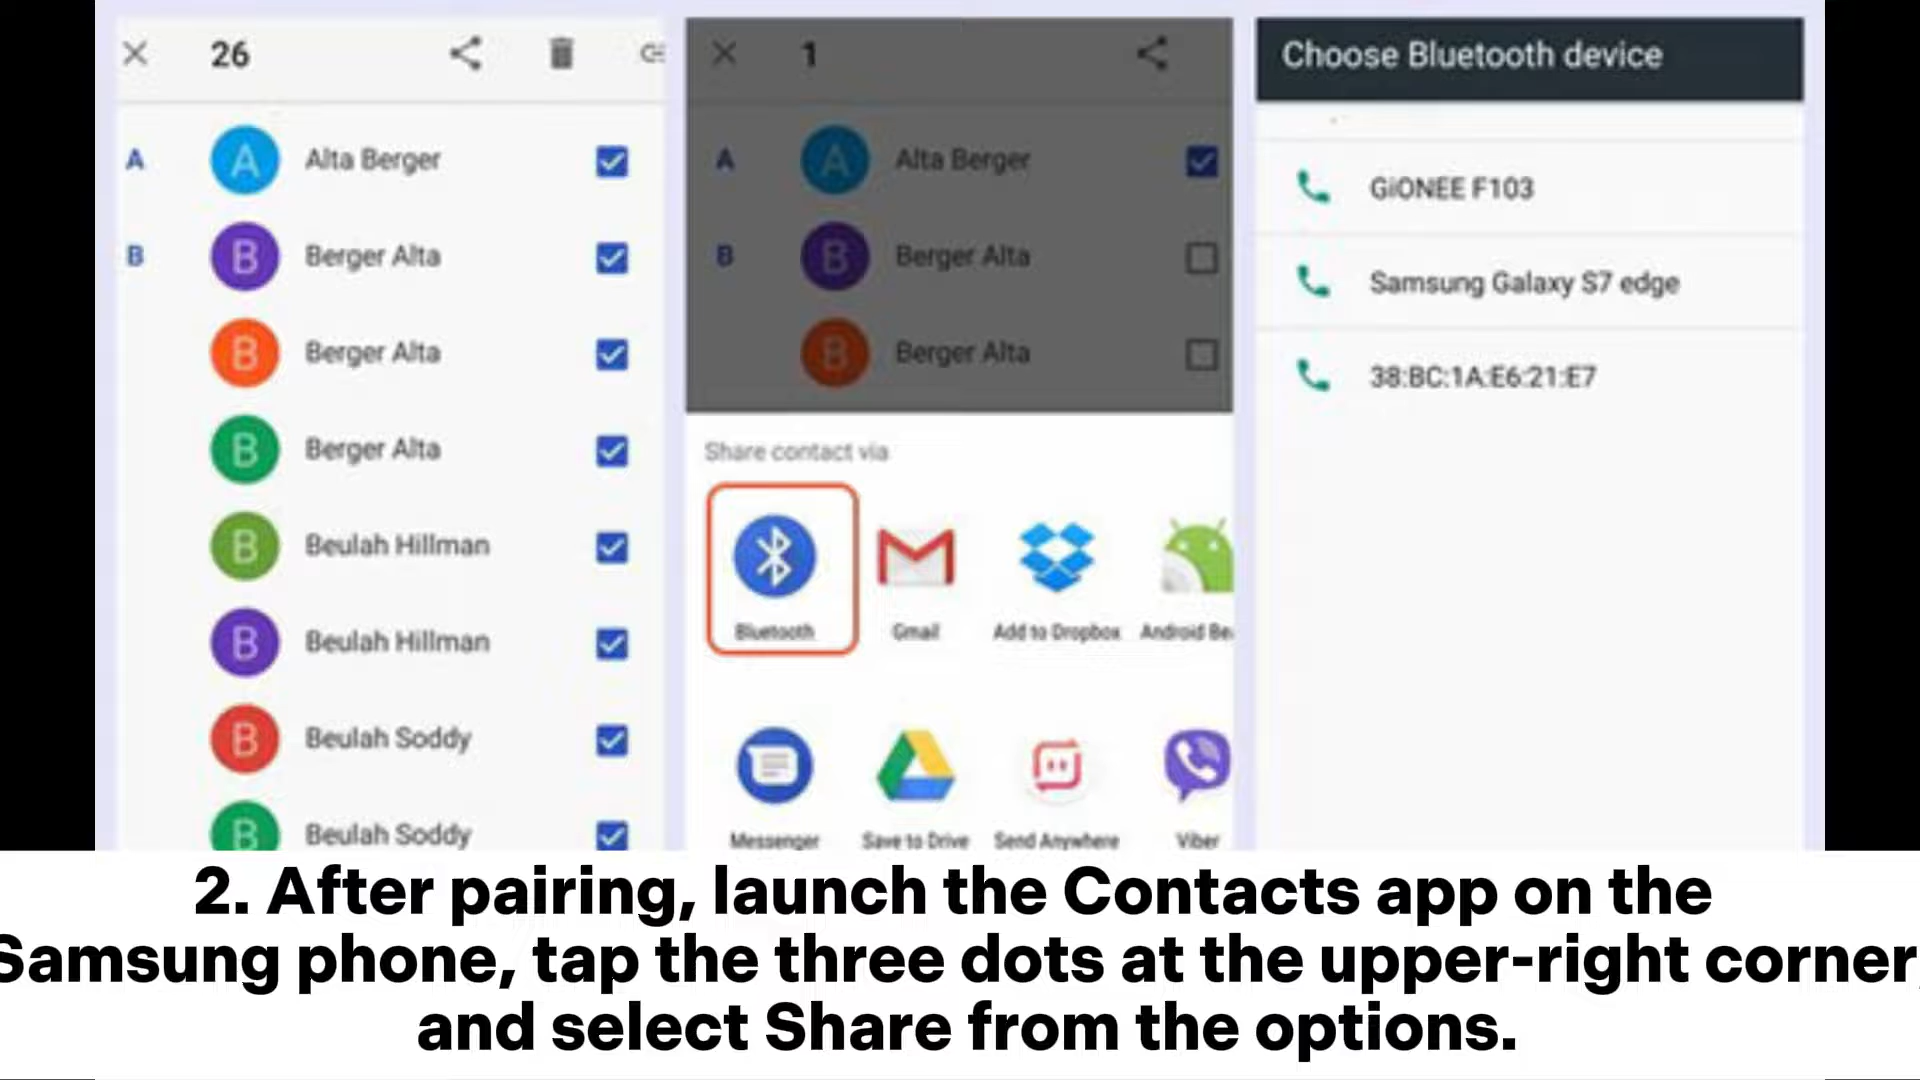 26
A
A
Alta Berger
B
B
Berger Alta
B
Berger Alta
B
Berger Alta
B
Beulah Hillman
B
Beulah Hillman
B
Beulah Soddy
B
Beulah Soddy
1
A
A
Alta Berger
B
B
Berger Alta
B
Berger Alta
Share contact via
Bluetooth
Gmail
Add to Dropbox
Android Be
Messenger
Save to Drive
Send Anywhere
Viber
Choose Bluetooth device
GiONEE F103
Samsung Galaxy S7 edge
38:BC:1A:E6:21:E7
2. After pairing, launch the Contacts app on the
Samsung phone, tap the three dots at the upper-right corner,
and select Share from the options.